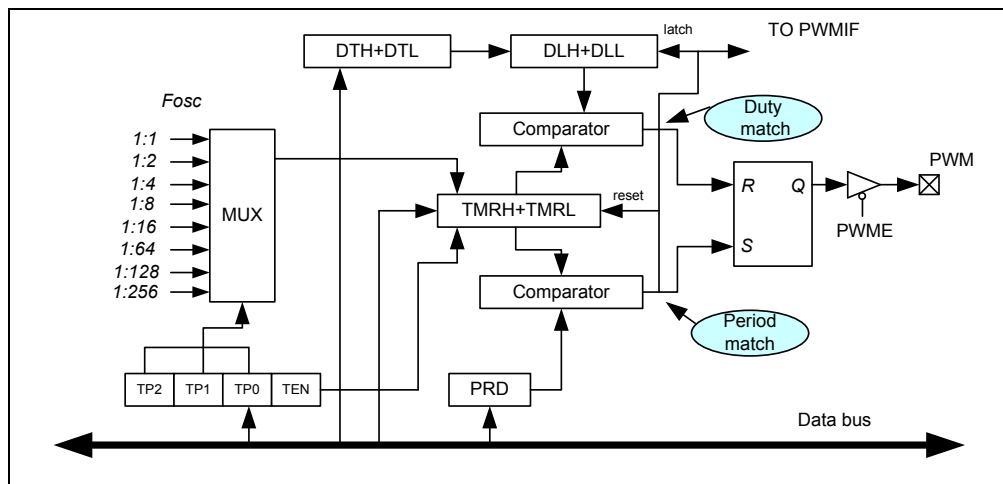 latch
TO PWMIF
DTH+DTL
DLH+DLL
Fosc
Duty
match
1:1
1:2
1:4
1:8
1:16
1:64
1:128
1:256
MUX
Comparator
PWM
R
Q
TMRH+TMRL
reset
PWME
S
Comparator
Period
match
TP2
TP1
TP0
TEN
PRD
Data bus